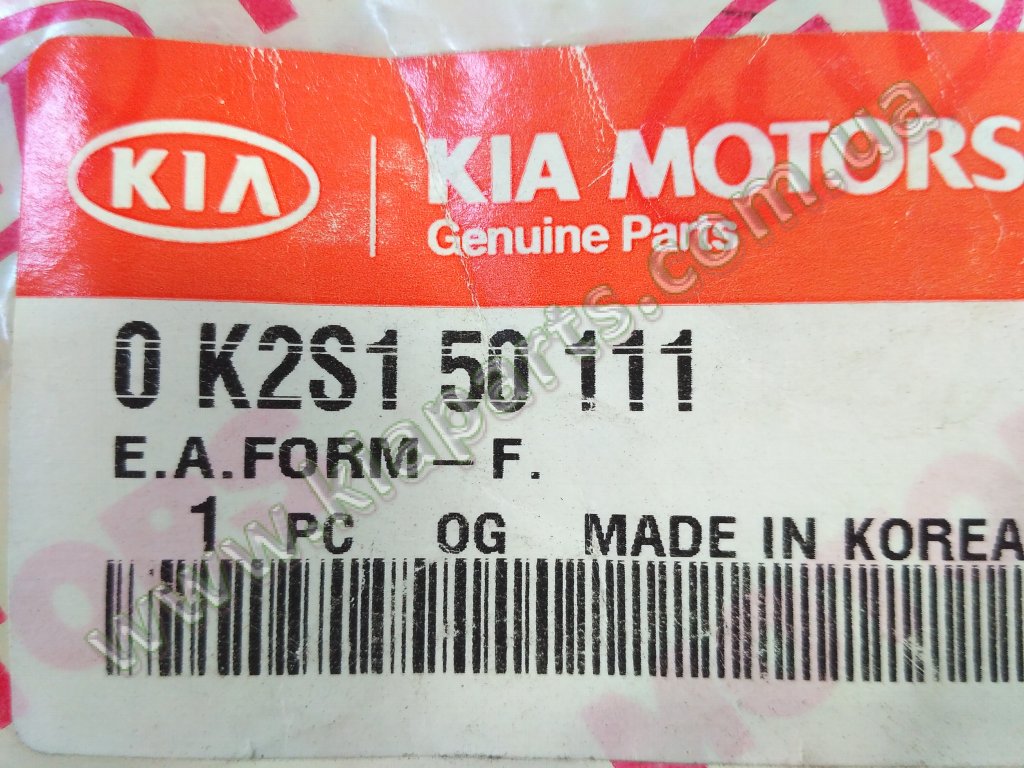 KIA
KIA MOTORS
Genuine Parts
0 K2S1 50 111
E.A.FORM – F.
1 PC OG MADE IN KOREA
www.kiaparts.com.ua